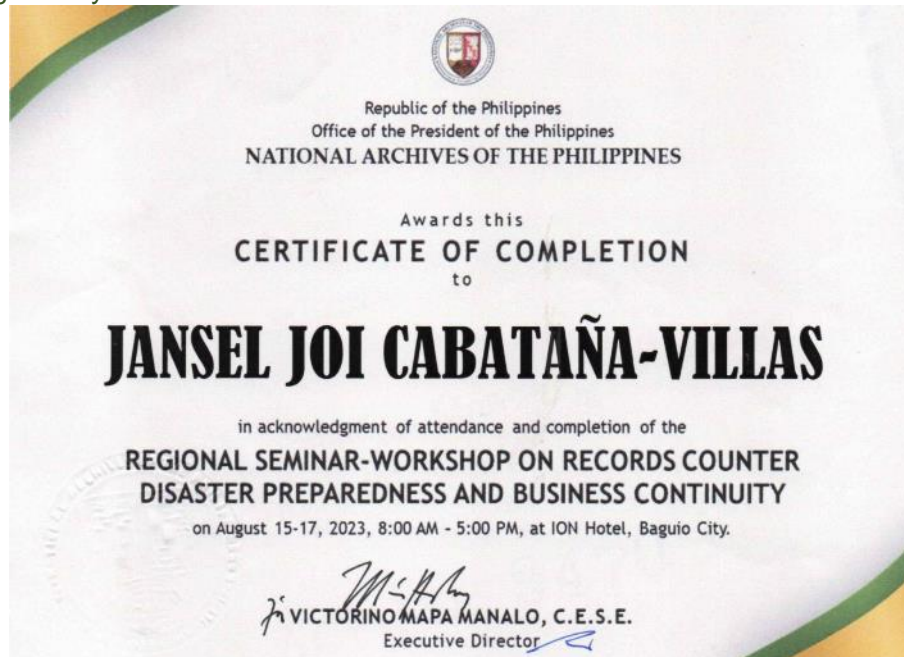 Republic of the Philippines
Office of the President of the Philippines
NATIONAL ARCHIVES OF THE PHILIPPINES
Awards this
CERTIFICATE OF COMPLETION
to
JANSEL JOI CABATAÑA-VILLAS
in acknowledgment of attendance and completion of the
REGIONAL SEMINAR-WORKSHOP ON RECORDS COUNTER
DISASTER PREPAREDNESS AND BUSINESS CONTINUITY
on August 15-17, 2023, 8:00 AM - 5:00 PM, at ION Hotel, Baguio City.
VICTORINO MAPA MANALO, C.E.S.E.
Executive Director